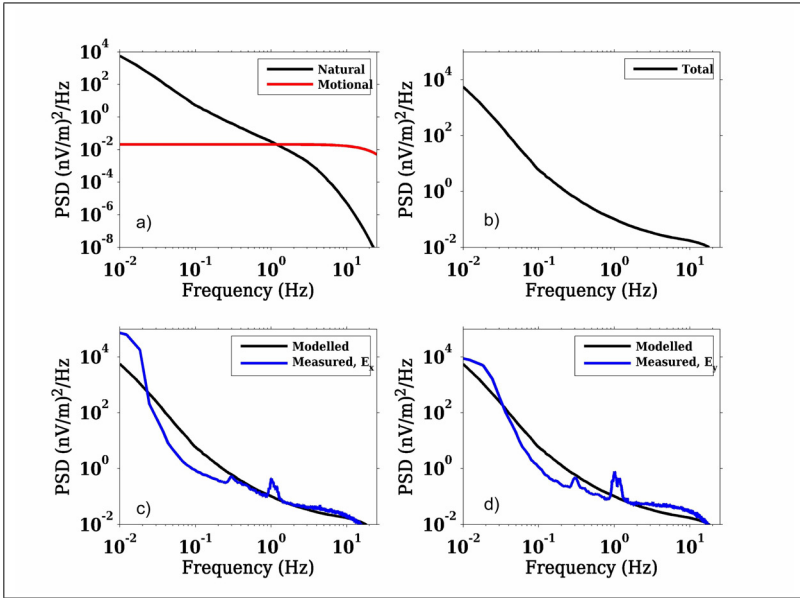 10^4
10^2
10^0
10^-2
10^-4
10^-6
10^-8
PSD (nV/m)^2/Hz
Natural
Motional
a)
10^-2 10^-1 10^0 10^1
Frequency (Hz)
10^4
10^2
10^0
10^-2
PSD (nV/m)^2/Hz
Total
b)
10^-2 10^-1 10^0 10^1
Frequency (Hz)
10^4
10^2
10^0
10^-2
PSD (nV/m)^2/Hz
Modelled
Measured, E_x
c)
10^-2 10^-1 10^0 10^1
Frequency (Hz)
10^4
10^2
10^0
10^-2
PSD (nV/m)^2/Hz
Modelled
Measured, E_y
d)
10^-2 10^-1 10^0 10^1
Frequency (Hz)